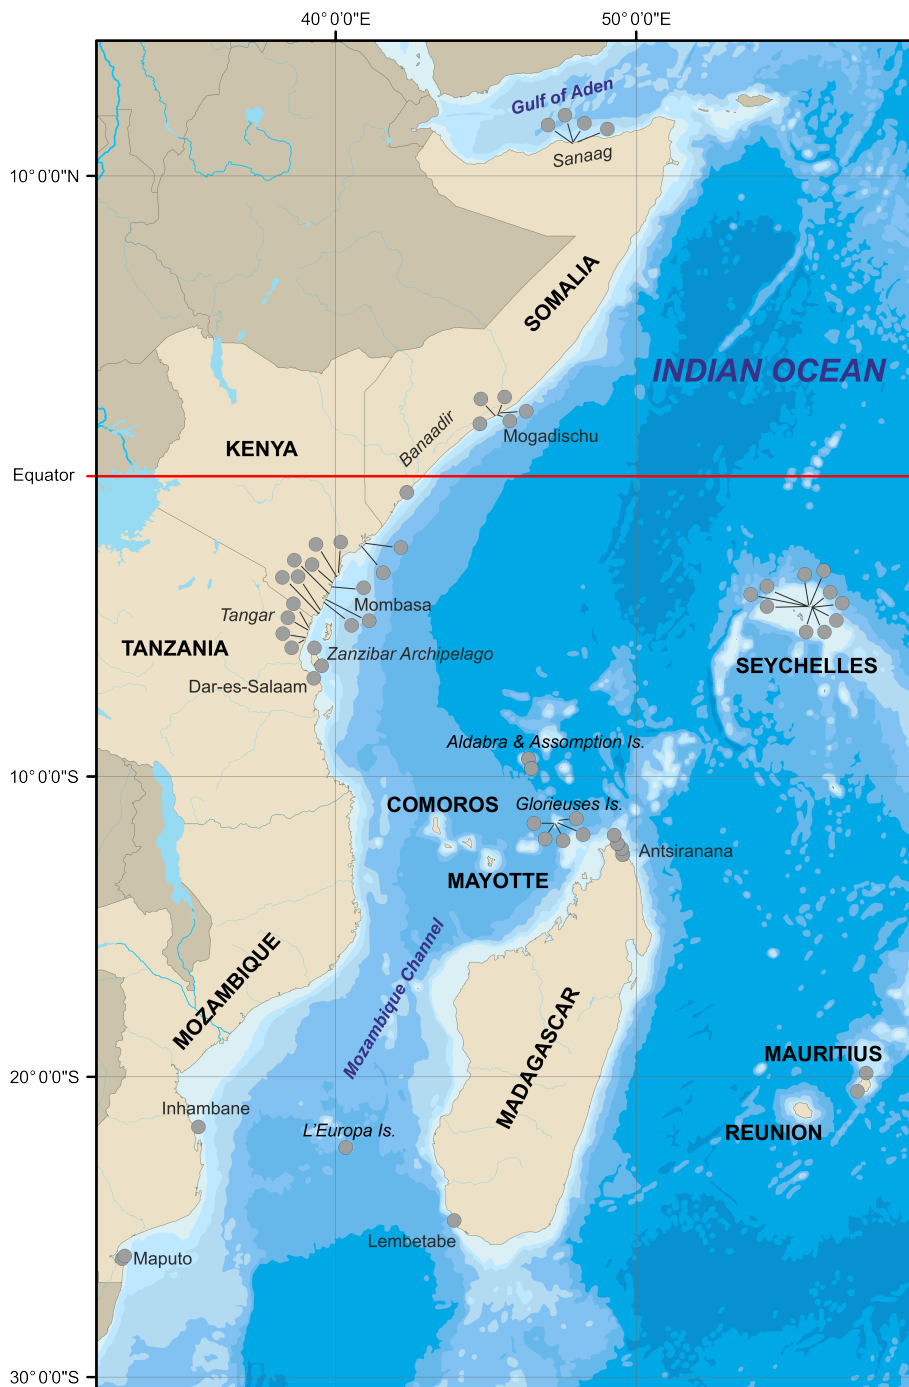 40° 0'0"E
50° 0'0"E
Gulf of Aden
Sanaag
10° 0'0"N
SOMALIA
INDIAN OCEAN
Banaadir
Mogadischu
KENYA
Equator
Mombasa
Tangar
TANZANIA
Zanzibar Archipelago
SEYCHELLES
Dar-es-Salaam
Aldabra & Assomption Is.
10° 0'0"S
COMOROS
Glorieuses Is.
Antsiranana
MAYOTTE
Mozambique Channel
MOZAMBIQUE
MADAGASCAR
MAURITIUS
20° 0'0"S
Inhambane
L'Europa Is.
REUNION
Lembetabe
Maputo
30° 0'0"S